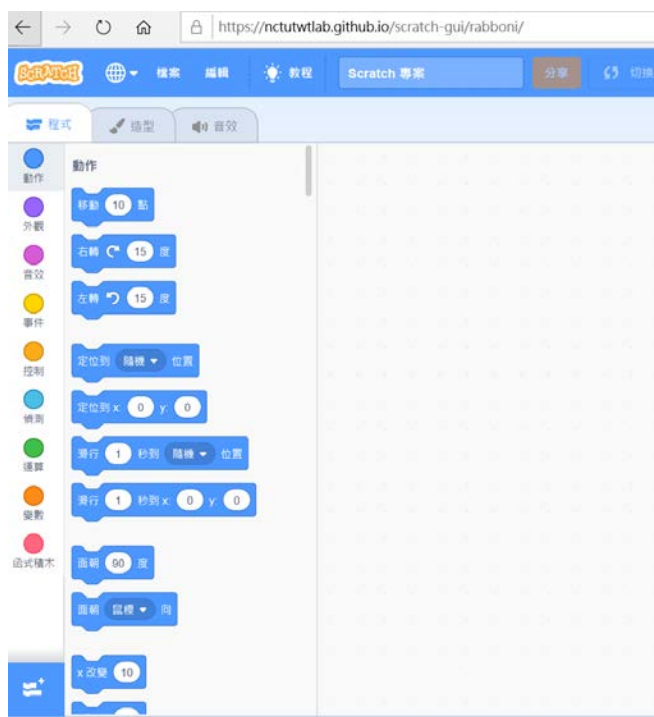 https://nctutwtlab.github.io/scratch-gui/rabboni/
SCRATCH 檔案 編輯 教程 Scratch 專案 分享 切換
程式 造型 音效
動作
外觀
音效
事件
控制
偵測
運算
變數
函式積木
動作
移動 10 點
右轉 15 度
左轉 15 度
定位到 隨機 位置
定位到 x: 0 y: 0
滑行 1 秒到 隨機 位置
滑行 1 秒到 x: 0 y: 0
面朝 90 度
面朝 鼠標 向
x 改變 10